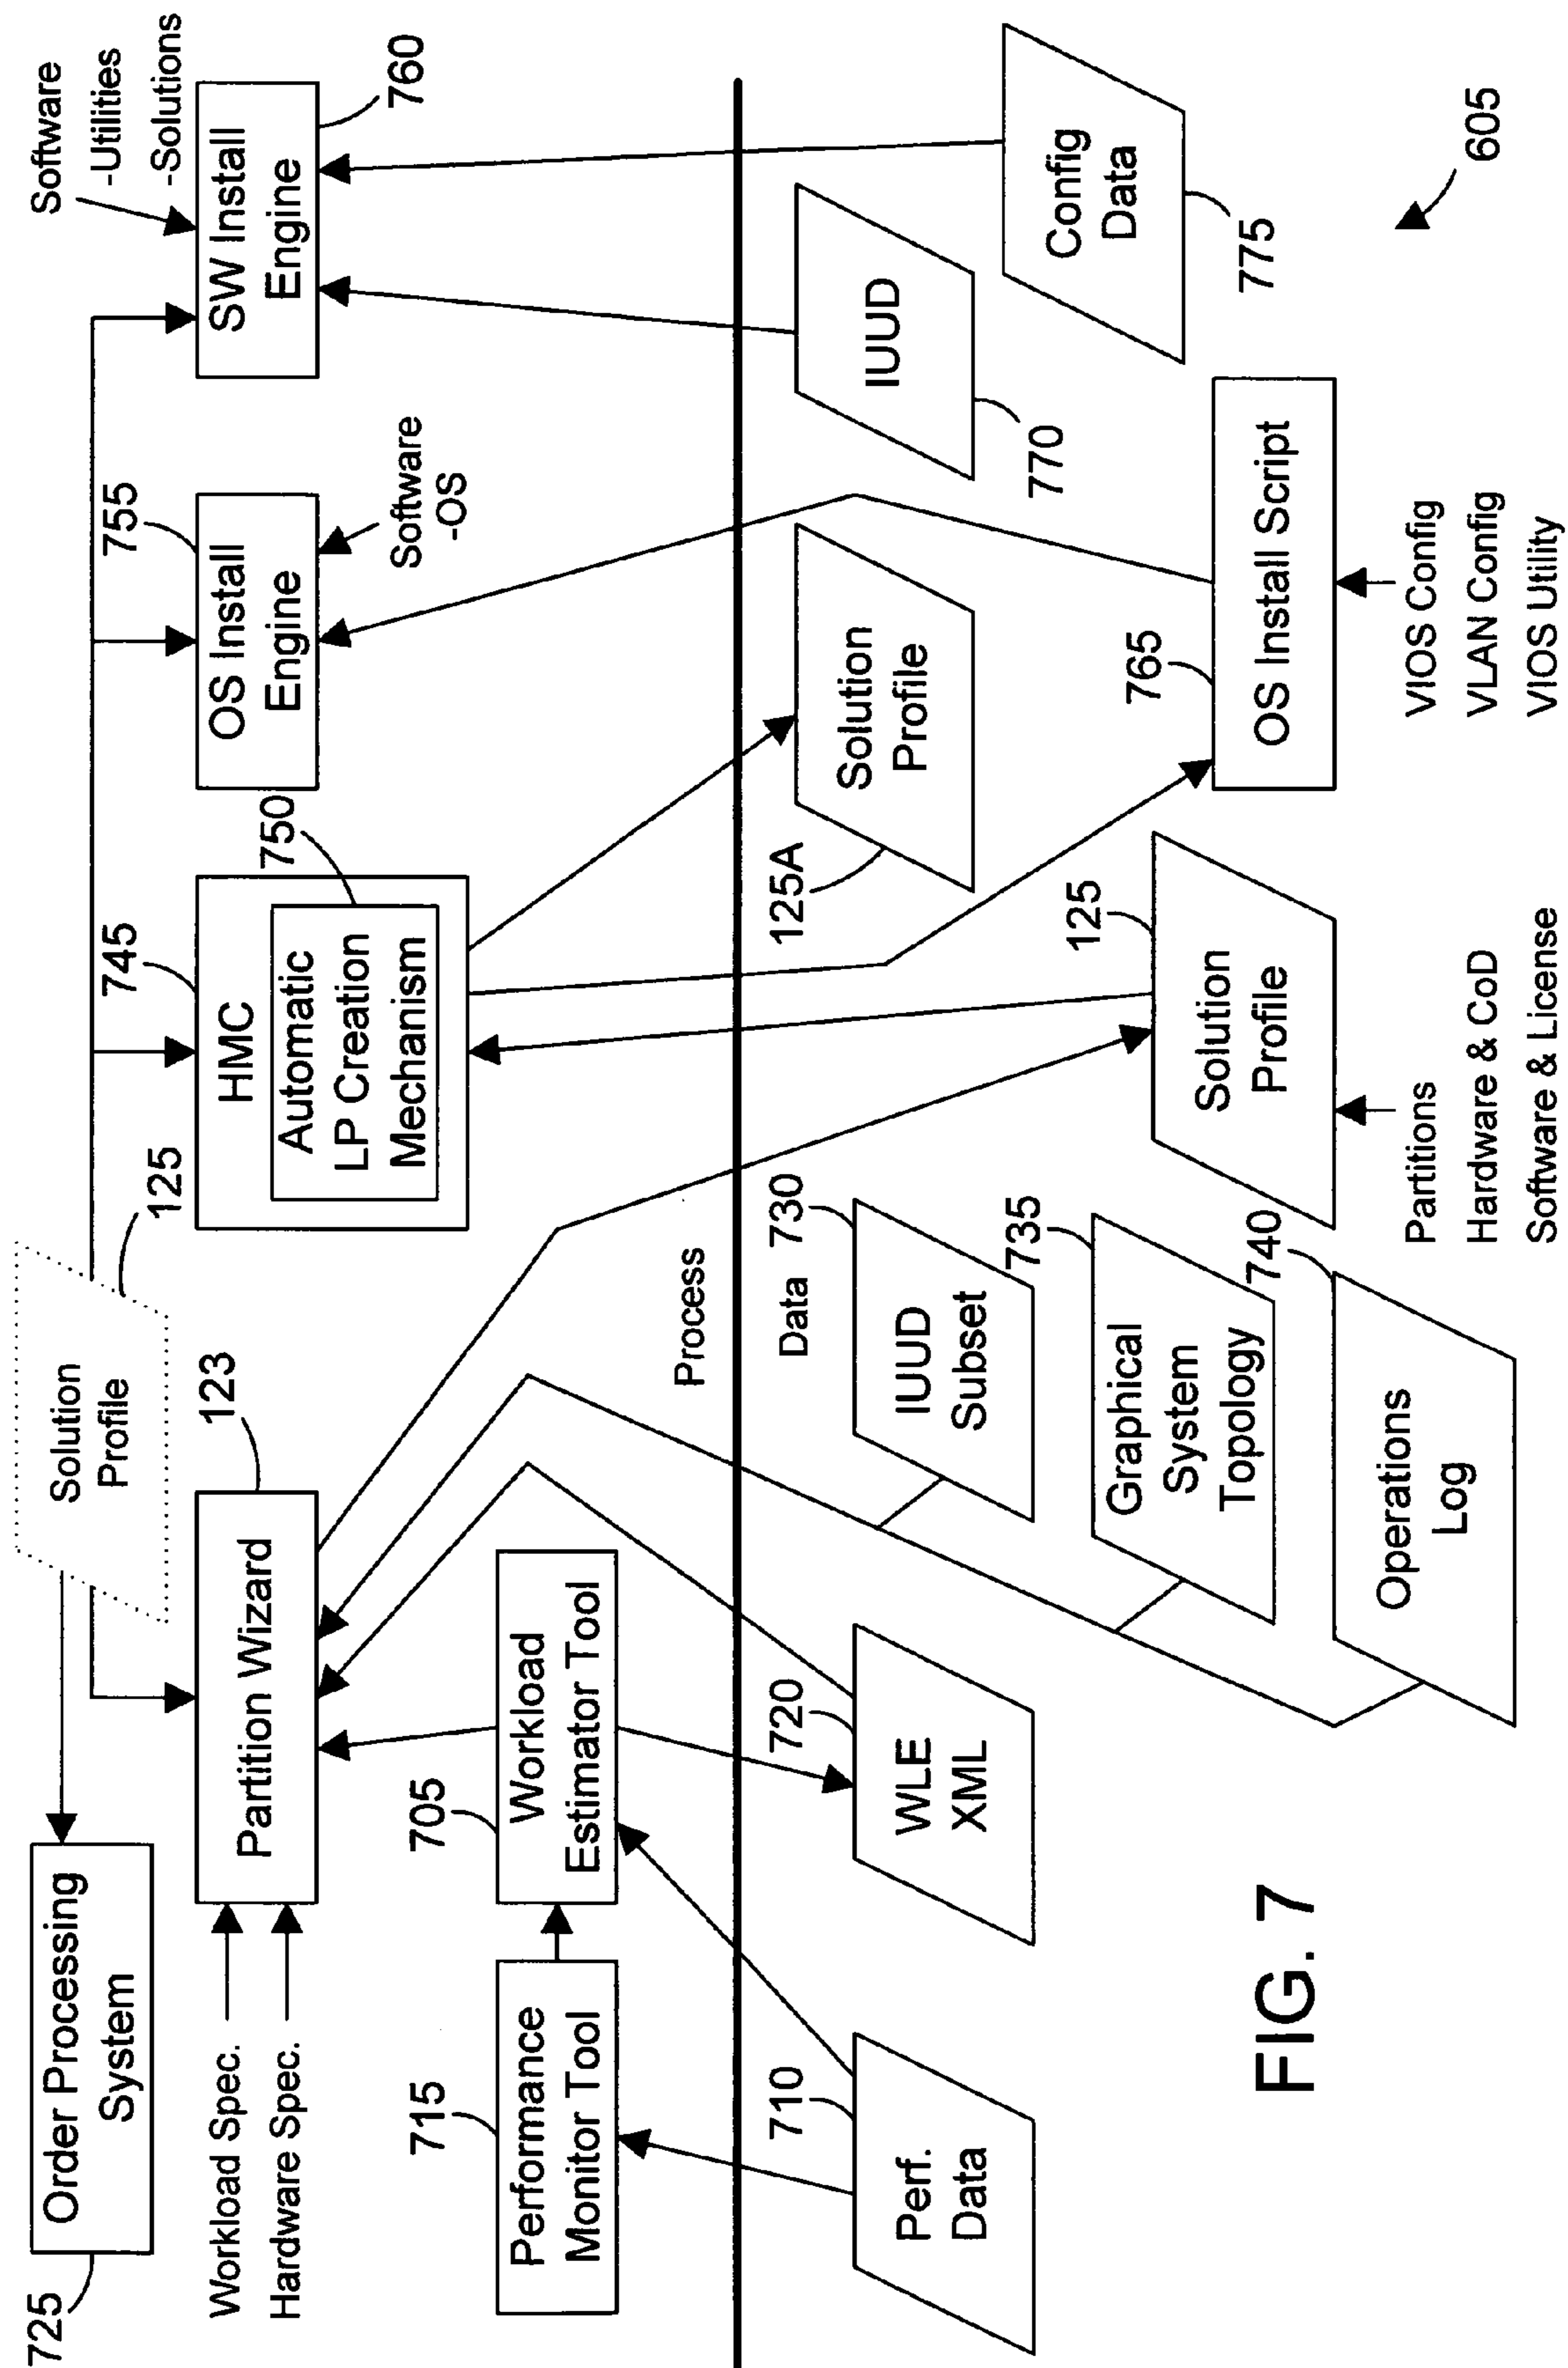 725
Order Processing
System
Solution
Profile
125
Workload Spec.
Hardware Spec.
Partition Wizard
123
745
HMC
Automatic
LP Creation
Mechanism
750
755
OS Install
Engine
Software
-OS
Software
-Utilities
-Solutions
SW Install
Engine
760
715
Performance
Monitor Tool
705
Workload
Estimator Tool
Process
Data
710
Perf.
Data
720
WLE
XML
730
IUUD
Subset
735
Graphical
System
Topology
740
Operations
Log
125A
Solution
Profile
125
Solution
Profile
Partitions
Hardware & CoD
Software & License
770
IUUD
775
Config
Data
765
OS Install Script
VIOS Config
VLAN Config
VIOS Utility
605
FIG. 7